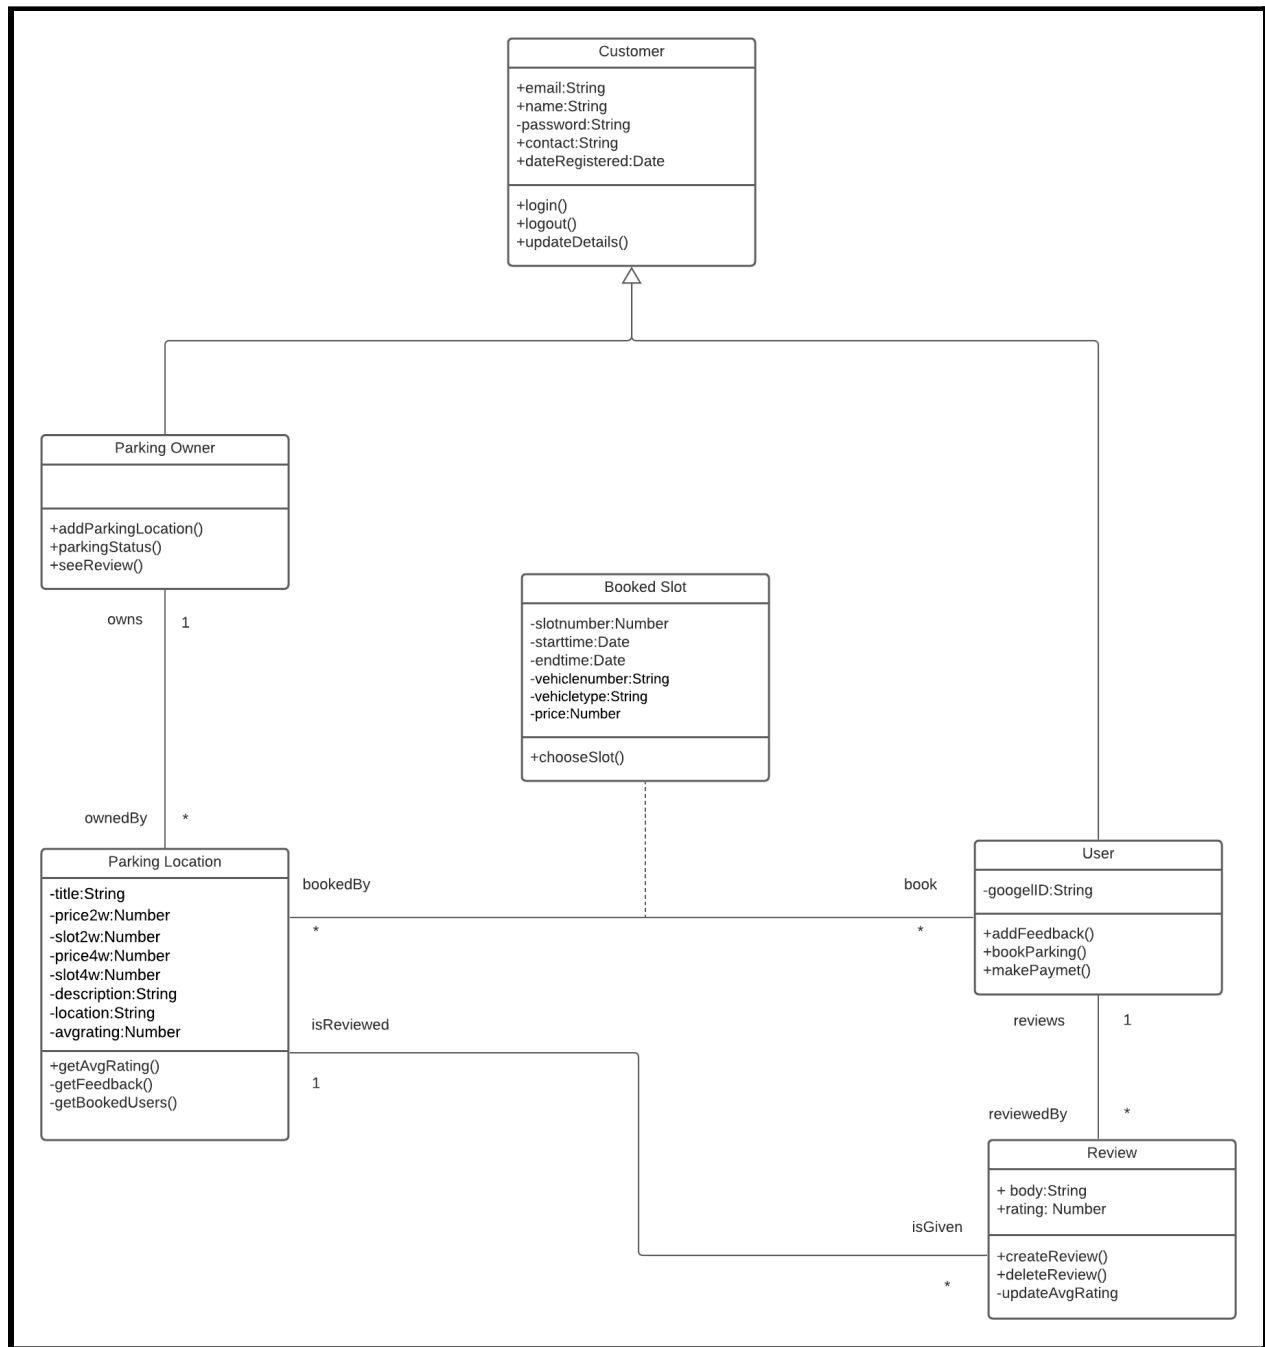 Customer
+email:String
+name:String
-password:String
+contact:String
+dateRegistered:Date
+login()
+logout()
+updateDetails()
Parking Owner
+addParkingLocation()
+parkingStatus()
+seeReview()
owns
1
Booked Slot
-slotnumber:Number
-starttime:Date
-endtime:Date
-vehiclenumber:String
-vehicletype:String
-price:Number
+chooseSlot()
ownedBy
*
Parking Location
-title:String
-price2w:Number
-slot2w:Number
-price4w:Number
-slot4w:Number
-description:String
-location:String
-avgrating:Number
+getAvgRating()
-getFeedback()
-getBookedUsers()
bookedBy
*
book
*
User
-googelID:String
+addFeedback()
+bookParking()
+makePaymet()
isReviewed
1
reviews
1
reviewedBy
*
Review
+ body:String
+rating: Number
+createReview()
+deleteReview()
-updateAvgRating
isGiven
*